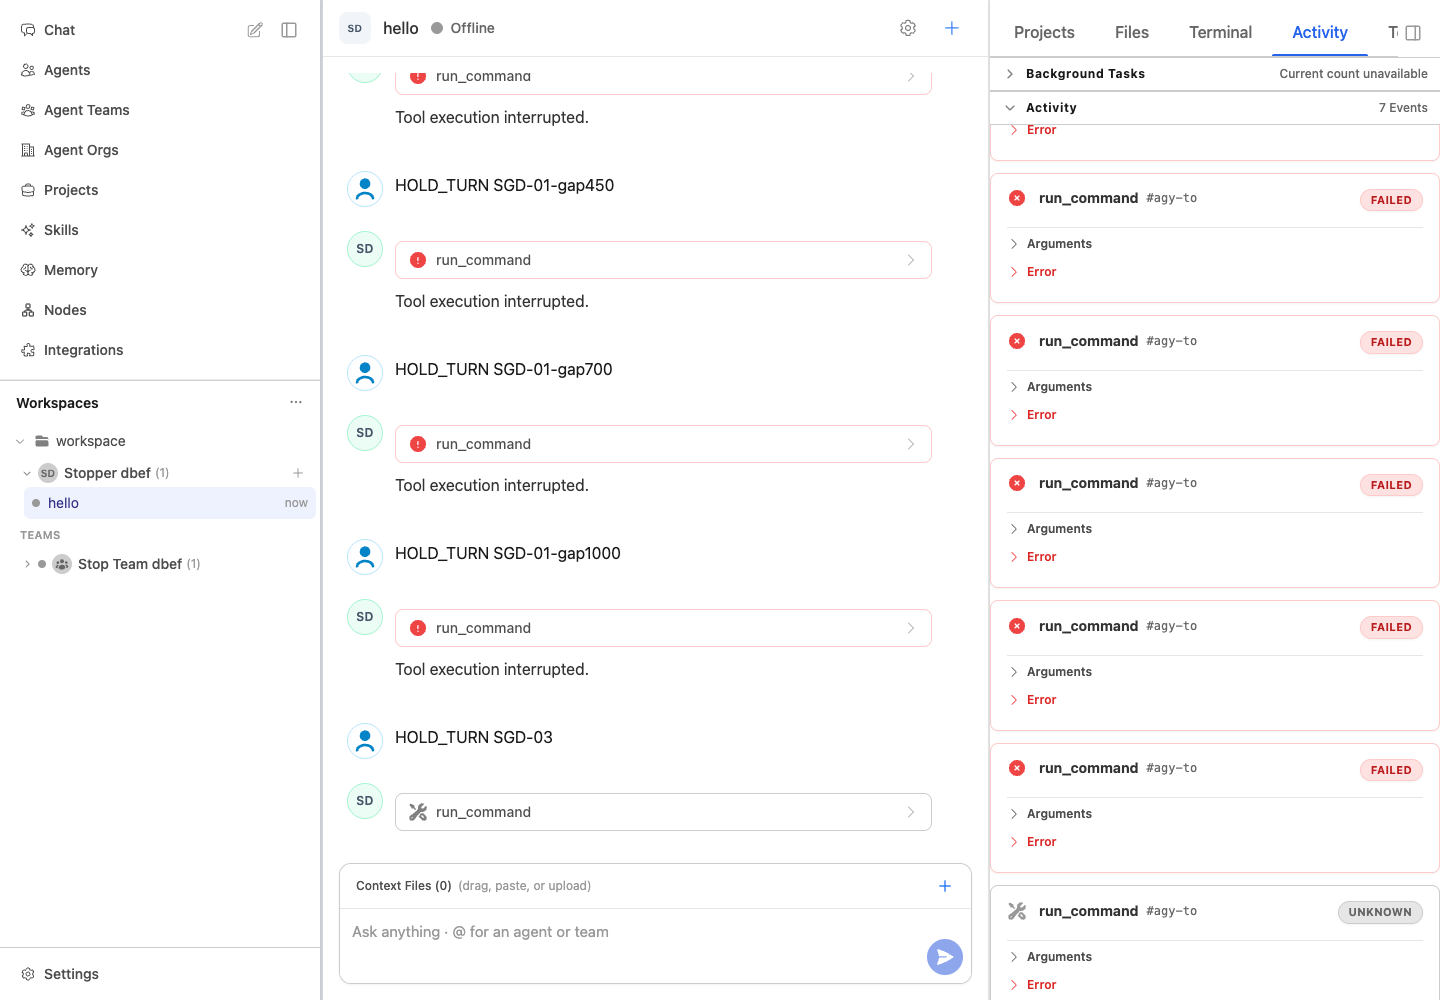 Chat
Agents
Agent Teams
Agent Orgs
Projects
Skills
Memory
Nodes
Integrations
Workspaces
workspace
SD Stopper dbef (1)
hello now
TEAMS
Stop Team dbef (1)
Settings
SD hello Offline
run_command
Tool execution interrupted.
HOLD_TURN SGD-01-gap450
SD run_command
Tool execution interrupted.
HOLD_TURN SGD-01-gap700
SD run_command
Tool execution interrupted.
HOLD_TURN SGD-01-gap1000
SD run_command
Tool execution interrupted.
HOLD_TURN SGD-03
SD run_command
Context Files (0) (drag, paste, or upload)
Ask anything · @ for an agent or team
Projects Files Terminal Activity
Background Tasks Current count unavailable
Activity 7 Events
Error
run_command #agy-to FAILED
Arguments
Error
run_command #agy-to FAILED
Arguments
Error
run_command #agy-to FAILED
Arguments
Error
run_command #agy-to FAILED
Arguments
Error
run_command #agy-to FAILED
Arguments
Error
run_command #agy-to UNKNOWN
Arguments
Error